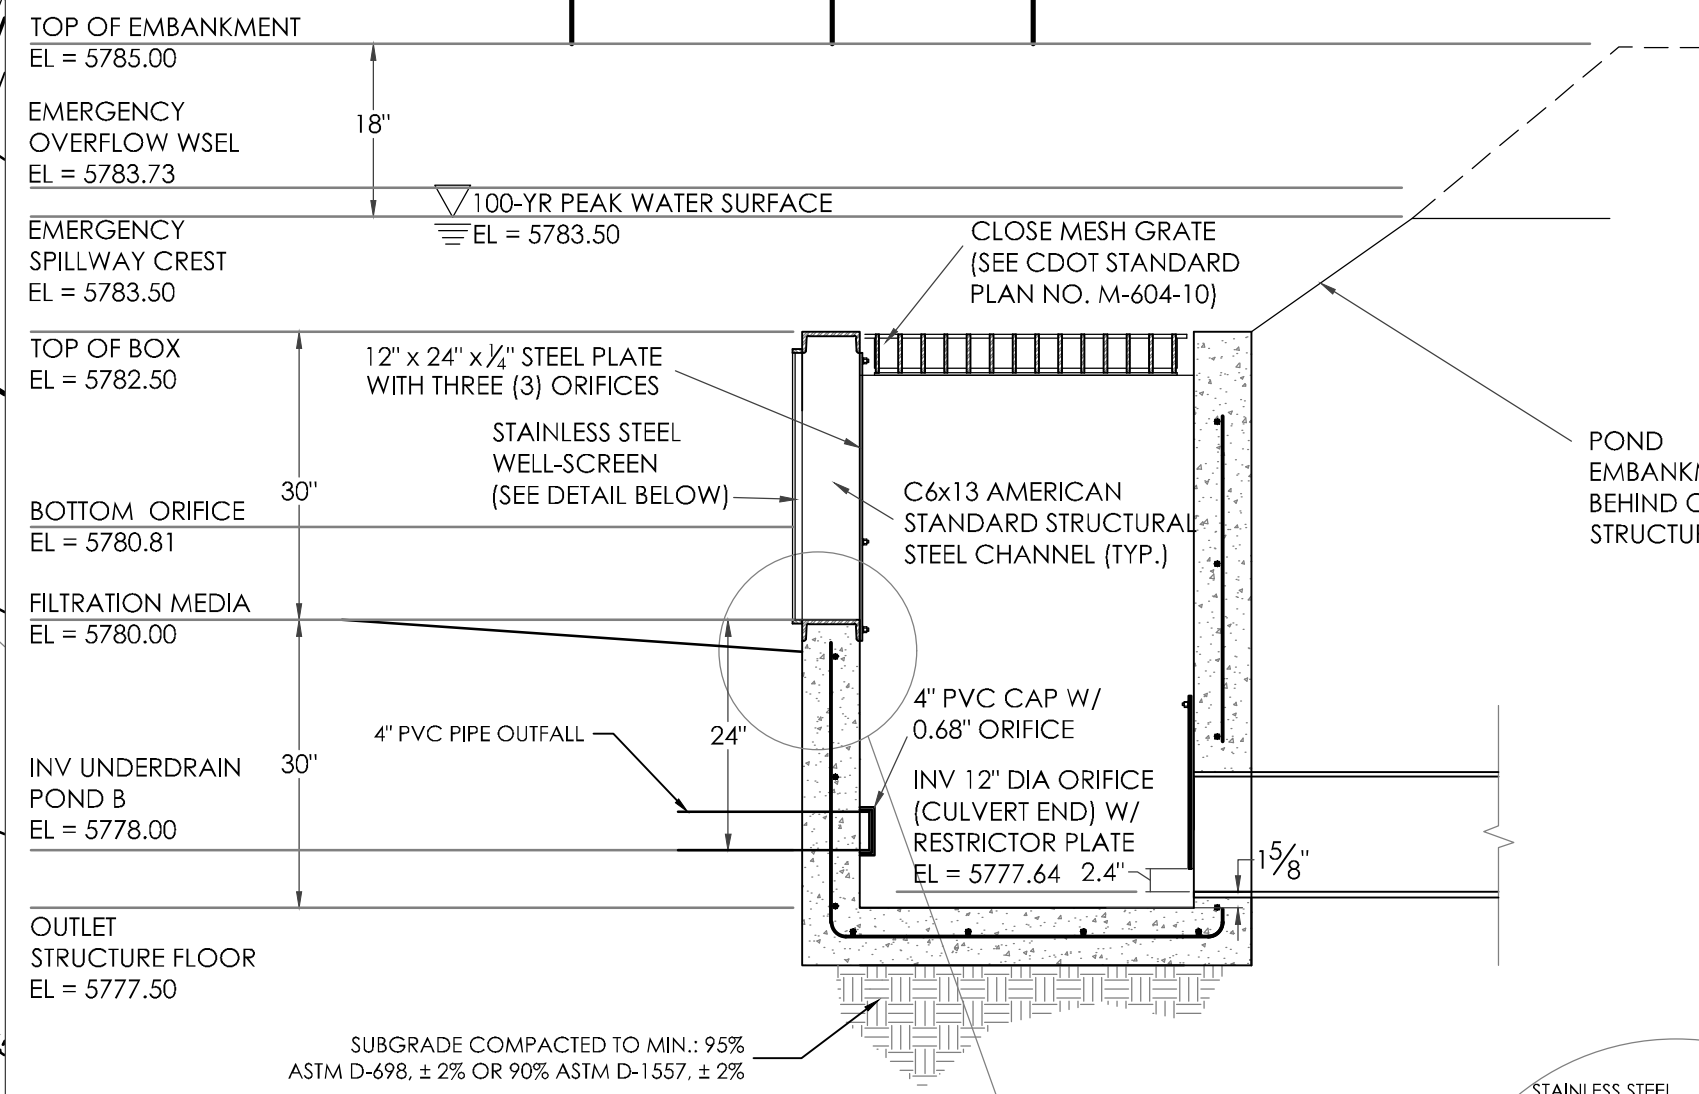 TOP OF EMBANKMENT
EL = 5785.00
EMERGENCY
OVERFLOW WSEL
EL = 5783.73
18"
100-YR PEAK WATER SURFACE
EL = 5783.50
EMERGENCY
SPILLWAY CREST
EL = 5783.50
CLOSE MESH GRATE
(SEE CDOT STANDARD
PLAN NO. M-604-10)
TOP OF BOX
EL = 5782.50
12" x 24" x 1/4" STEEL PLATE
WITH THREE (3) ORIFICES
STAINLESS STEEL
WELL-SCREEN
(SEE DETAIL BELOW)
30"
C6x13 AMERICAN
STANDARD STRUCTURAL
STEEL CHANNEL (TYP.)
POND
BEHIND
BOTTOM ORIFICE
EL = 5780.81
FILTRATION MEDIA
EL = 5780.00
4" PVC PIPE OUTFALL
24"
4" PVC CAP W/
0.68" ORIFICE
30"
INV UNDERDRAIN
POND B
EL = 5778.00
INV 12" DIA ORIFICE
(CULVERT END) W/
RESTRICTOR PLATE
EL = 5777.64
2.4"
1 5/8"
OUTLET
STRUCTURE FLOOR
EL = 5777.50
SUBGRADE COMPACTED TO MIN.: 95%
ASTM D-698, ± 2% OR 90% ASTM D-1557, ± 2%
STAINLESS STEEL